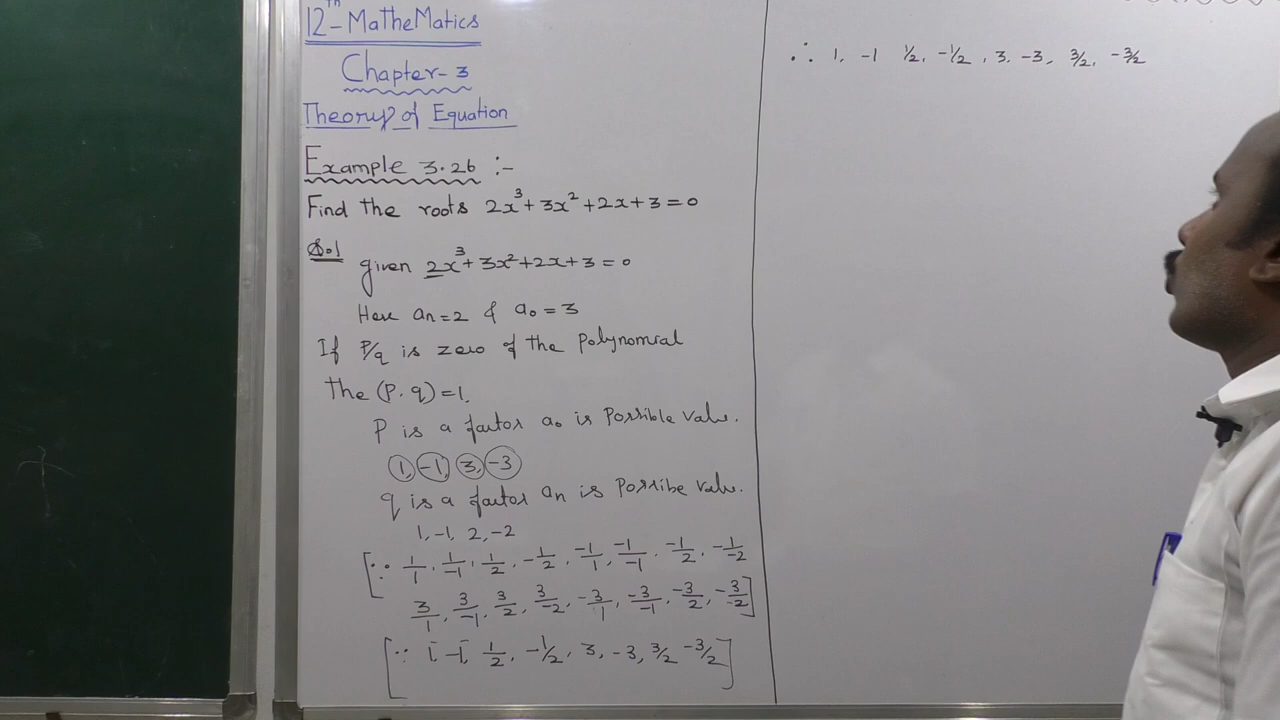 12th - MatheMatics
Chapter - 3
Theory of Equation
Example 3.26 :-
Find the roots 2x³+3x²+2x+3=0
Sol
given 2x³+3x²+2x+3=0
Here an=2 & a₀=3
If P/q is zero of the Polynomial
the (P. q)=1.
P is a factor a₀ is Possible value.
1, -1, 3, -3
q is a factor an is Possibe value.
1, -1, 2, -2
[∵ 1/1, 1/-1, 1/2, -1/2, -1/1, -1/-1, -1/2, -1/-2
3/1, 3/-1, 3/2, 3/-2, -3/1, -3/-1, -3/2, -3/-2]
[∵ 1, -1, 1/2, -1/2, 3, -3, 3/2 -3/2]
∴ 1, -1 1/2, -1/2, 3, -3, 3/2, -3/2